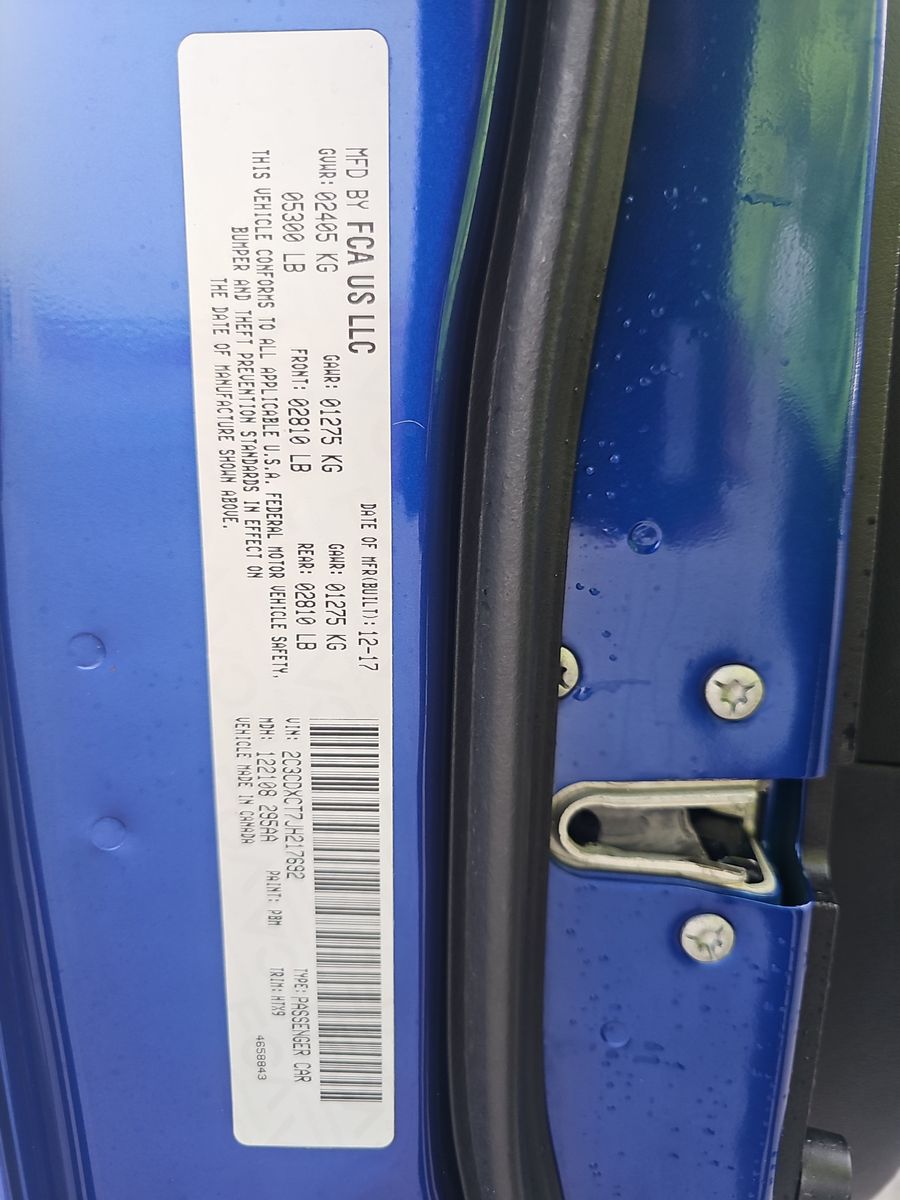 MFD BY FCA US LLC
DATE OF MFR(BUILT): 12-17
GVWR: 02405 KG
GAWR: 01275 KG
GAWR: 01275 KG
05300 LB
FRONT: 02810 LB
REAR: 02810 LB
THIS VEHICLE CONFORMS TO ALL APPLICABLE U.S.A. FEDERAL MOTOR VEHICLE SAFETY,
BUMPER AND THEFT PREVENTION STANDARDS IN EFFECT ON
THE DATE OF MANUFACTURE SHOWN ABOVE.
VIN: 2C3CDXCT7JH217692
TYPE: PASSENGER CAR
MDH: 122108 295AA
PAINT: PBM
TRIM: HTX9
VEHICLE MADE IN CANADA
4658843